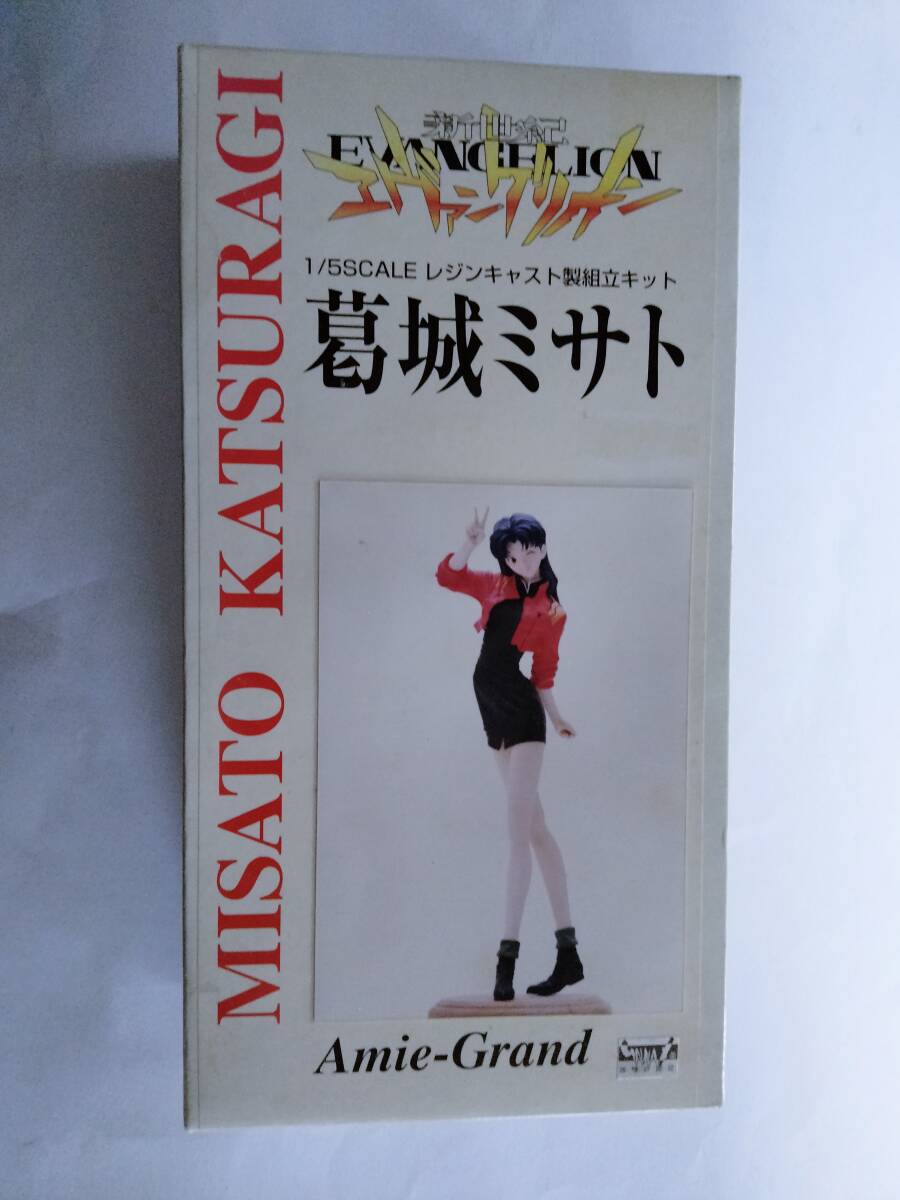 MISATO KATSURAGI
新世紀
EVANGELION
エヴァンゲリオン
1/5SCALE レジンキャスト製組立キット
葛城ミサト
Amie-Grand